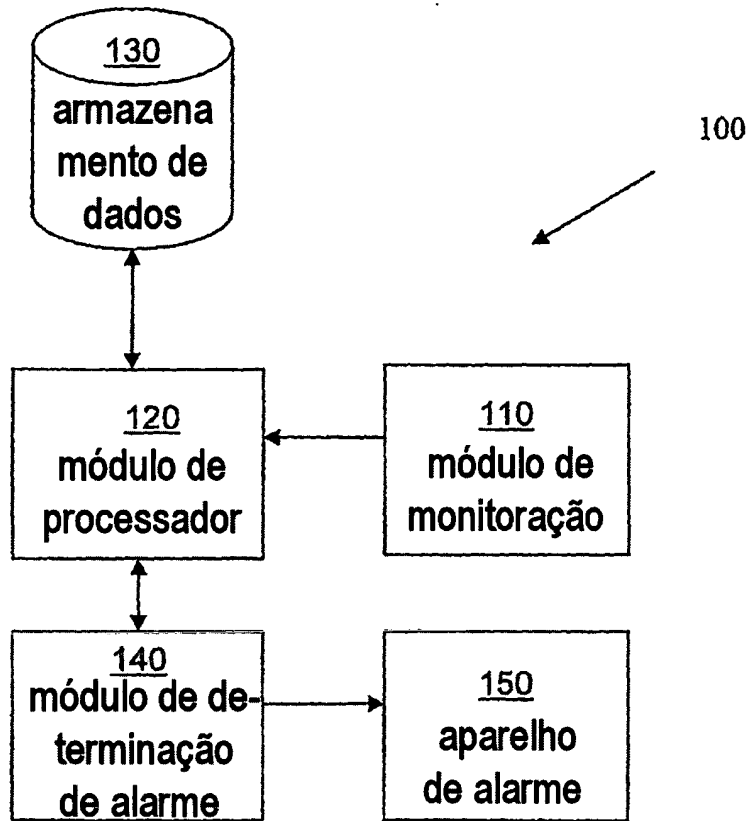 130
armazena
mento de
dados
100
120
módulo de
processador
110
módulo de
monitoração
140
módulo de de-
terminação
de alarme
150
aparelho
de alarme